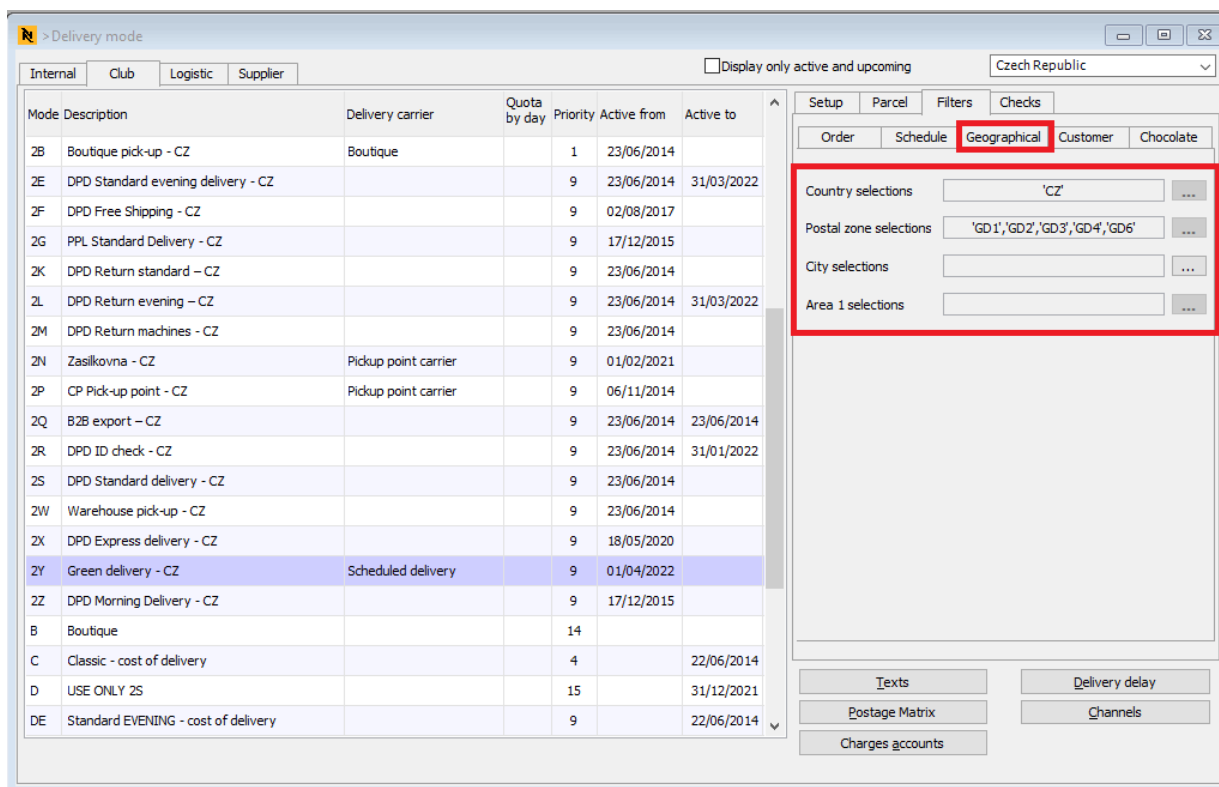 > Delivery mode
Internal Club Logistic Supplier Display only active and upcoming Czech Republic
Mode Description Delivery carrier Quota by day Priority Active from Active to
2B Boutique pick-up - CZ Boutique 1 23/06/2014
2E DPD Standard evening delivery - CZ 9 23/06/2014 31/03/2022
2F DPD Free Shipping - CZ 9 02/08/2017
2G PPL Standard Delivery - CZ 9 17/12/2015
2K DPD Return standard – CZ 9 23/06/2014
2L DPD Return evening – CZ 9 23/06/2014 31/03/2022
2M DPD Return machines - CZ 9 23/06/2014
2N Zasilkovna - CZ Pickup point carrier 9 01/02/2021
2P CP Pick-up point - CZ Pickup point carrier 9 06/11/2014
2Q B2B export – CZ 9 23/06/2014 23/06/2014
2R DPD ID check - CZ 9 23/06/2014 31/01/2022
2S DPD Standard delivery - CZ 9 23/06/2014
2W Warehouse pick-up - CZ 9 23/06/2014
2X DPD Express delivery - CZ 9 18/05/2020
2Y Green delivery - CZ Scheduled delivery 9 01/04/2022
2Z DPD Morning Delivery - CZ 9 17/12/2015
B Boutique 14
C Classic - cost of delivery 4 22/06/2014
D USE ONLY 2S 15 31/12/2021
DE Standard EVENING - cost of delivery 9 22/06/2014
Setup Parcel Filters Checks
Order Schedule Geographical Customer Chocolate
Country selections 'CZ' ...
Postal zone selections 'GD1','GD2','GD3','GD4','GD6' ...
City selections ...
Area 1 selections ...
Texts Delivery delay
Postage Matrix Channels
Charges accounts